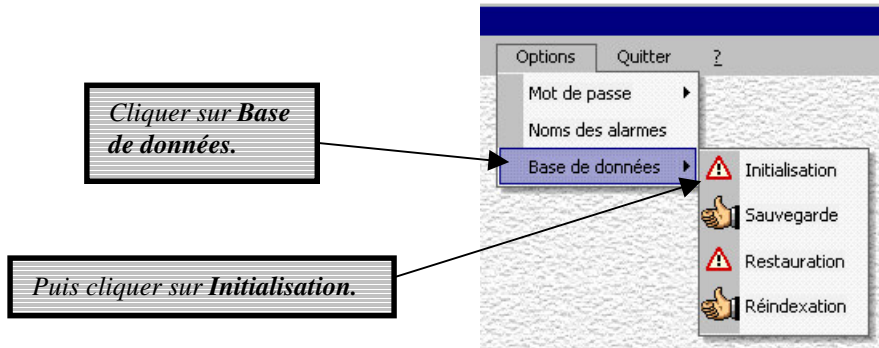 Options Quitter ?
Cliquer sur Base
de données.
Mot de passe
Noms des alarmes
Base de données
Initialisation
Sauvegarde
Restauration
Réindexation
Puis cliquer sur Initialisation.